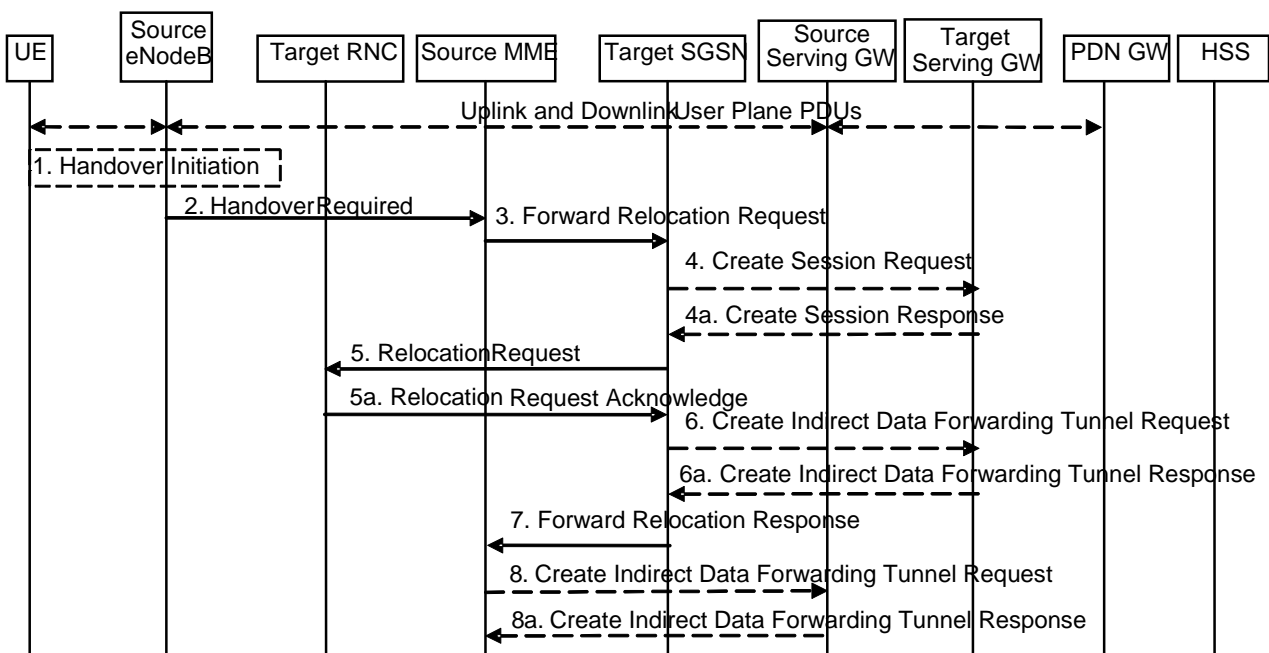 UE
Source
eNodeB
Target RNC
Source MME
Target SGSN
Source
Serving GW
Target
Serving GW
PDN GW
HSS
Uplink and Downlink User Plane PDUs
1. Handover Initiation
2. Handover Required
3. Forward Relocation Request
4. Create Session Request
4a. Create Session Response
5. Relocation Request
5a. Relocation Request Acknowledge
6. Create Indirect Data Forwarding Tunnel Request
6a. Create Indirect Data Forwarding Tunnel Response
7. Forward Relocation Response
8. Create Indirect Data Forwarding Tunnel Request
8a. Create Indirect Data Forwarding Tunnel Response